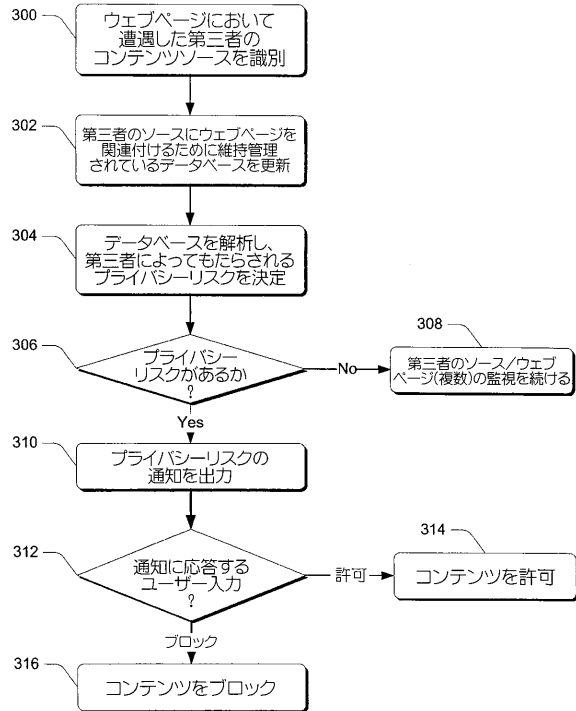 300
ウェブページにおいて
遭遇した第三者の
コンテンツソースを識別
302
第三者のソースにウェブページを
関連付けるために維持管理
されているデータベースを更新
304
データベースを解析し、
第三者によってもたらされる
プライバシーリスクを決定
306
プライバシー
リスクがあるか
?
No
308
第三者のソース/ウェブ
ページ(複数)の監視を続ける
Yes
310
プライバシーリスクの
通知を出力
312
通知に応答する
ユーザー入力
?
許可
314
コンテンツを許可
ブロック
316
コンテンツをブロック